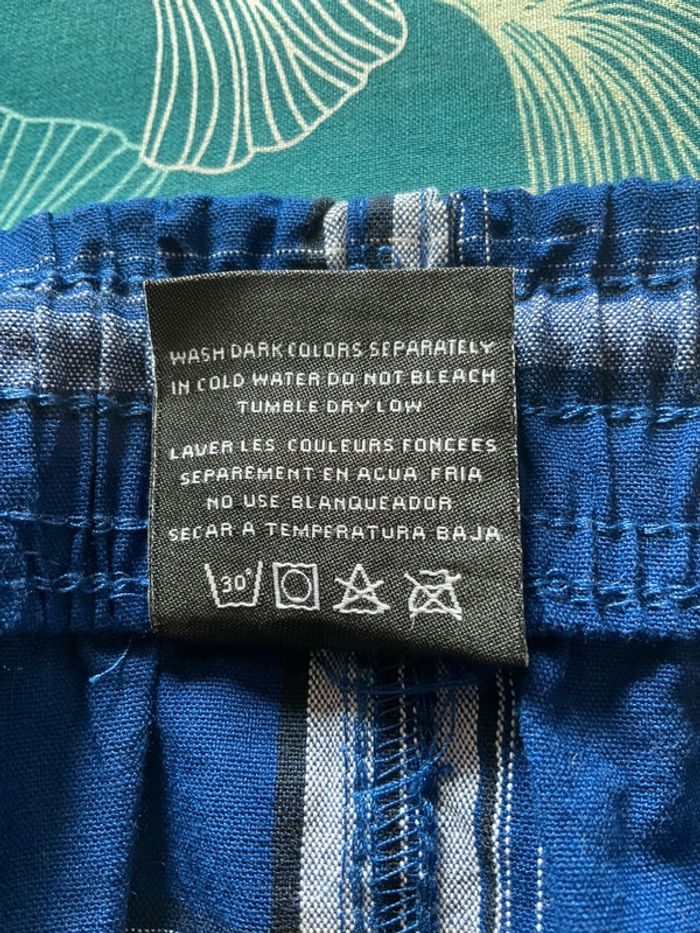 WASH DARK COLORS SEPARATELY
IN COLD WATER DO NOT BLEACH
TUMBLE DRY LOW
LAVER LES COULEURS FONCEES
SEPAREMENT EN AGUA FRIA
NO USE BLANQUEADOR
SECAR A TEMPERATURA BAJA
30°